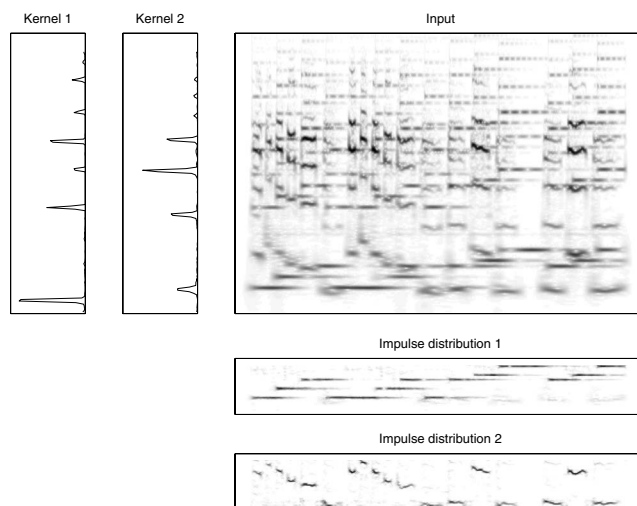 Kernel 1
Kernel 2
Input
Impulse distribution 1
Impulse distribution 2